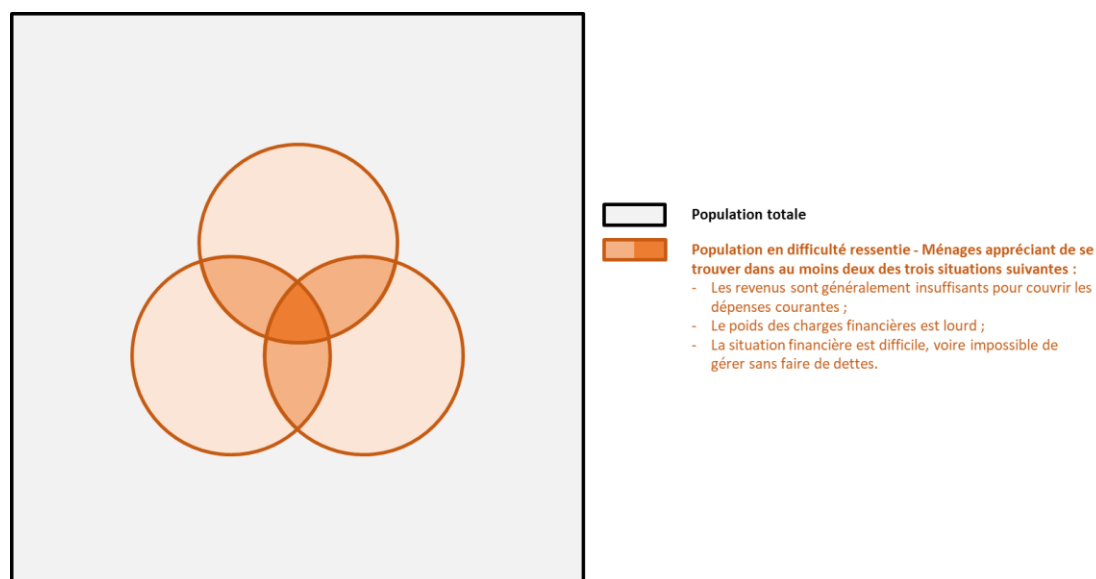 Population totale
Population en difficulté ressentie - Ménages appréciant de se
trouver dans au moins deux des trois situations suivantes :
- Les revenus sont généralement insuffisants pour couvrir les
dépenses courantes ;
- Le poids des charges financières est lourd ;
- La situation financière est difficile, voire impossible de
gérer sans faire de dettes.